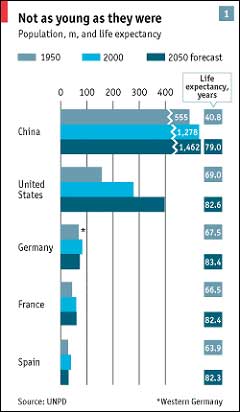 Not as young as they were
1
Population, m, and life expectancy
1950
2000
2050 forecast
Life
expectancy,
years
0 100 200 300 400
China
555
1,278
1,462
40.8
79.0
United
States
69.0
82.6
Germany
*
67.5
83.4
France
66.5
82.4
Spain
63.9
82.3
Source: UNPD
*Western Germany